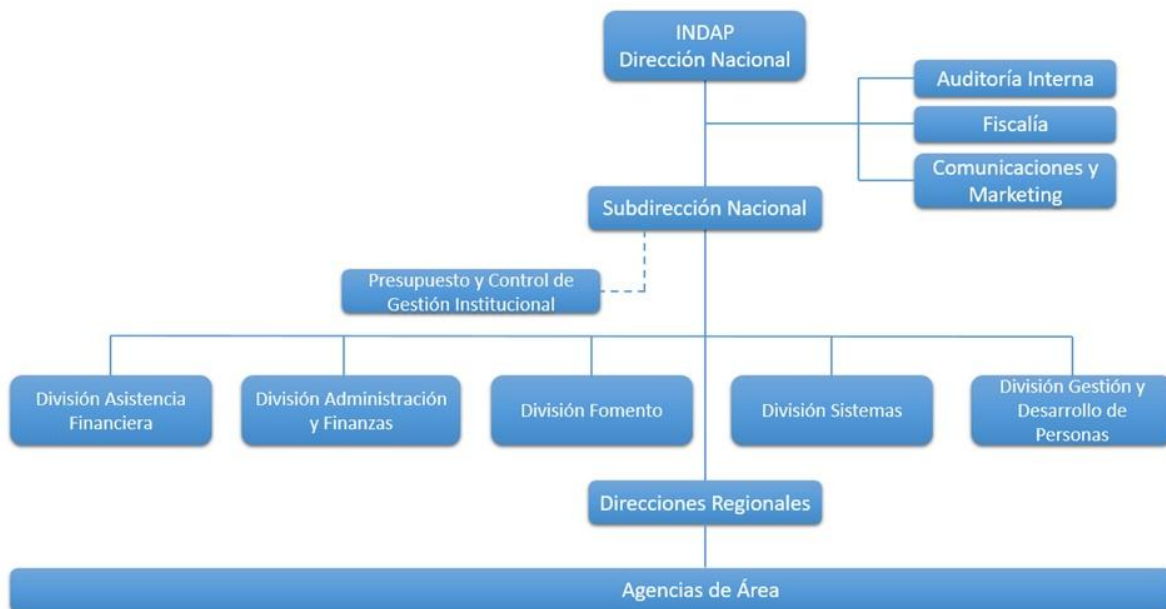 INDAP
Dirección Nacional
Auditoría Interna
Fiscalía
Comunicaciones y
Marketing
Subdirección Nacional
Presupuesto y Control de
Gestión Institucional
División Asistencia
Financiera
División Administración
y Finanzas
División Fomento
División Sistemas
División Gestión y
Desarrollo de
Personas
Direcciones Regionales
Agencias de Área